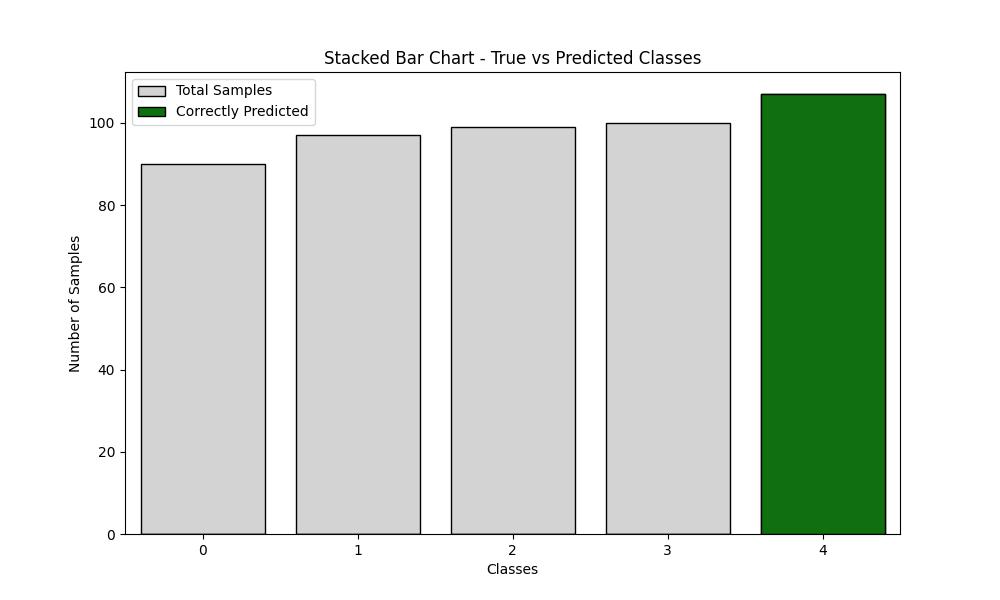 Stacked Bar Chart - True vs Predicted Classes
Total Samples
Correctly Predicted
100
80
60
40
20
0
Number of Samples
0 1 2 3 4
Classes